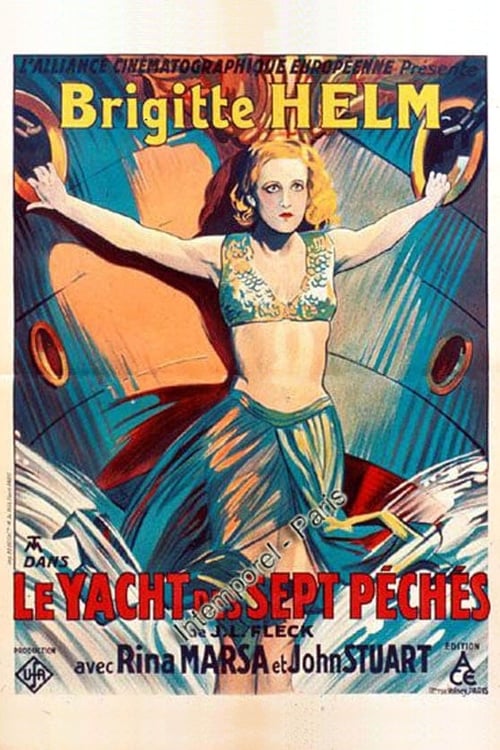 L'ALLIANCE CINÉMATOGRAPHIQUE EUROPÉENNE Présente
Brigitte HELM
DANS
LE YACHT DES SEPT PÉCHÉS
Intemporel - Paris
de J.L. FLECK
avec Rina MARSA et John STUART
PRODUCTION
UFA
EDITION
ACE